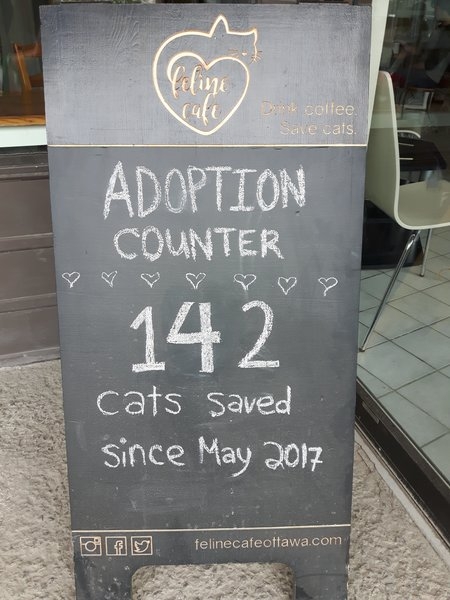 feline
cafe
Drink coffee.
Save cats.
ADOPTION
COUNTER
142
cats saved
since May 2017
felinecafeottawa.com